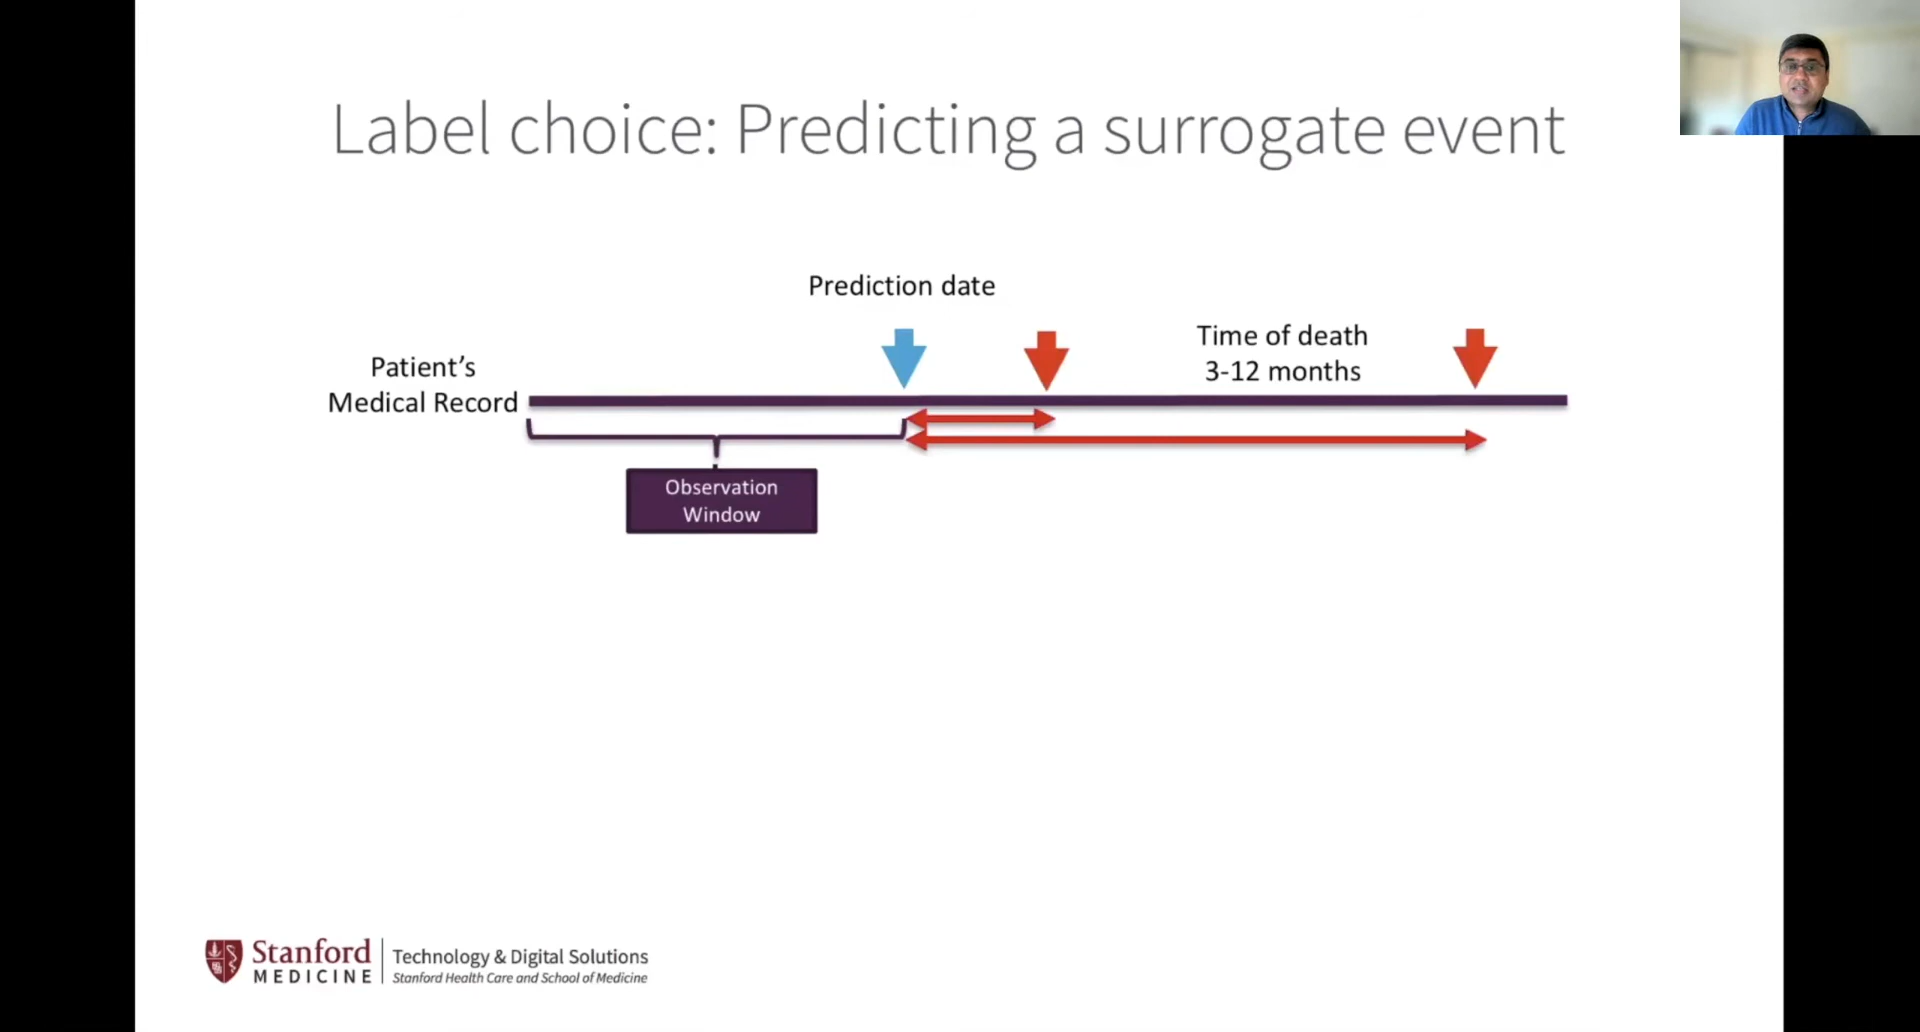 Label choice: Predicting a surrogate event
Prediction date
Time of death
3-12 months
Patient’s
Medical Record
Observation
Window
Stanford
MEDICINE
Technology & Digital Solutions
Stanford Health Care and School of Medicine